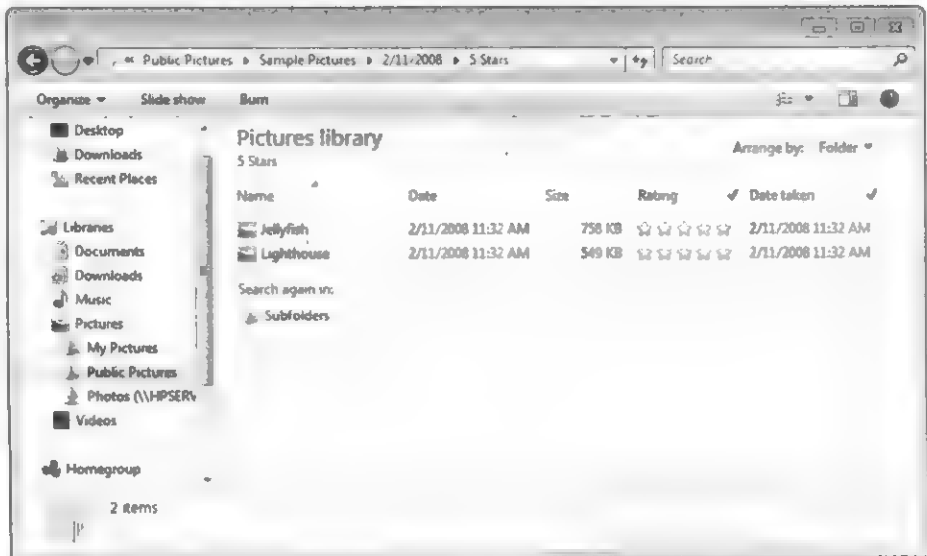 « Public Pictures ▸ Sample Pictures ▸ 2/11/2008 ▸ 5 Stars
Search
Organize
Slide show
Burn
Desktop
Downloads
Recent Places
Libraries
Documents
Downloads
Music
Pictures
My Pictures
Public Pictures
Photos (\\HPSERV
Videos
Homegroup
2 items
Pictures library
5 Stars
Arrange by: Folder
Name Date Size Rating Date taken
Jellyfish 2/11/2008 11:32 AM 758 KB 2/11/2008 11:32 AM
Lighthouse 2/11/2008 11:32 AM 549 KB 2/11/2008 11:32 AM
Search again in:
Subfolders